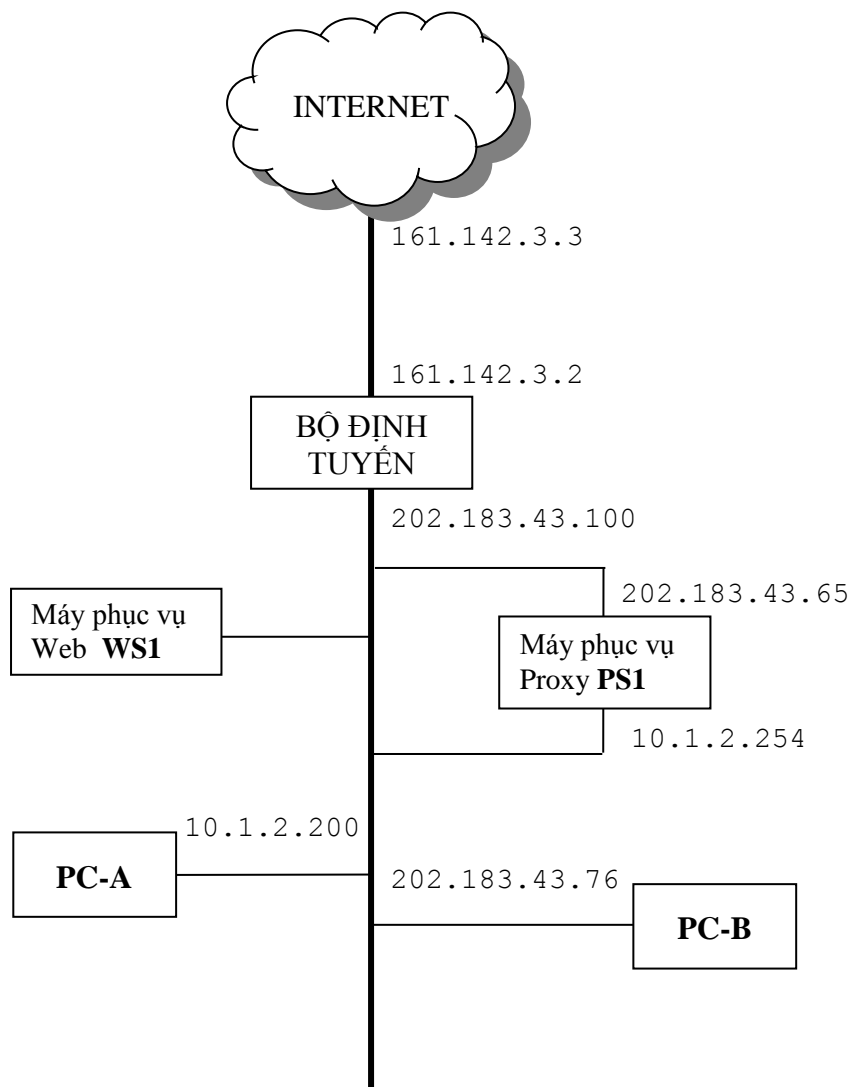 INTERNET
161.142.3.3
161.142.3.2
BỘ ĐỊNH
TUYẾN
202.183.43.100
202.183.43.65
Máy phục vụ
Web WS1
Máy phục vụ
Proxy PS1
10.1.2.254
10.1.2.200
PC-A
202.183.43.76
PC-B